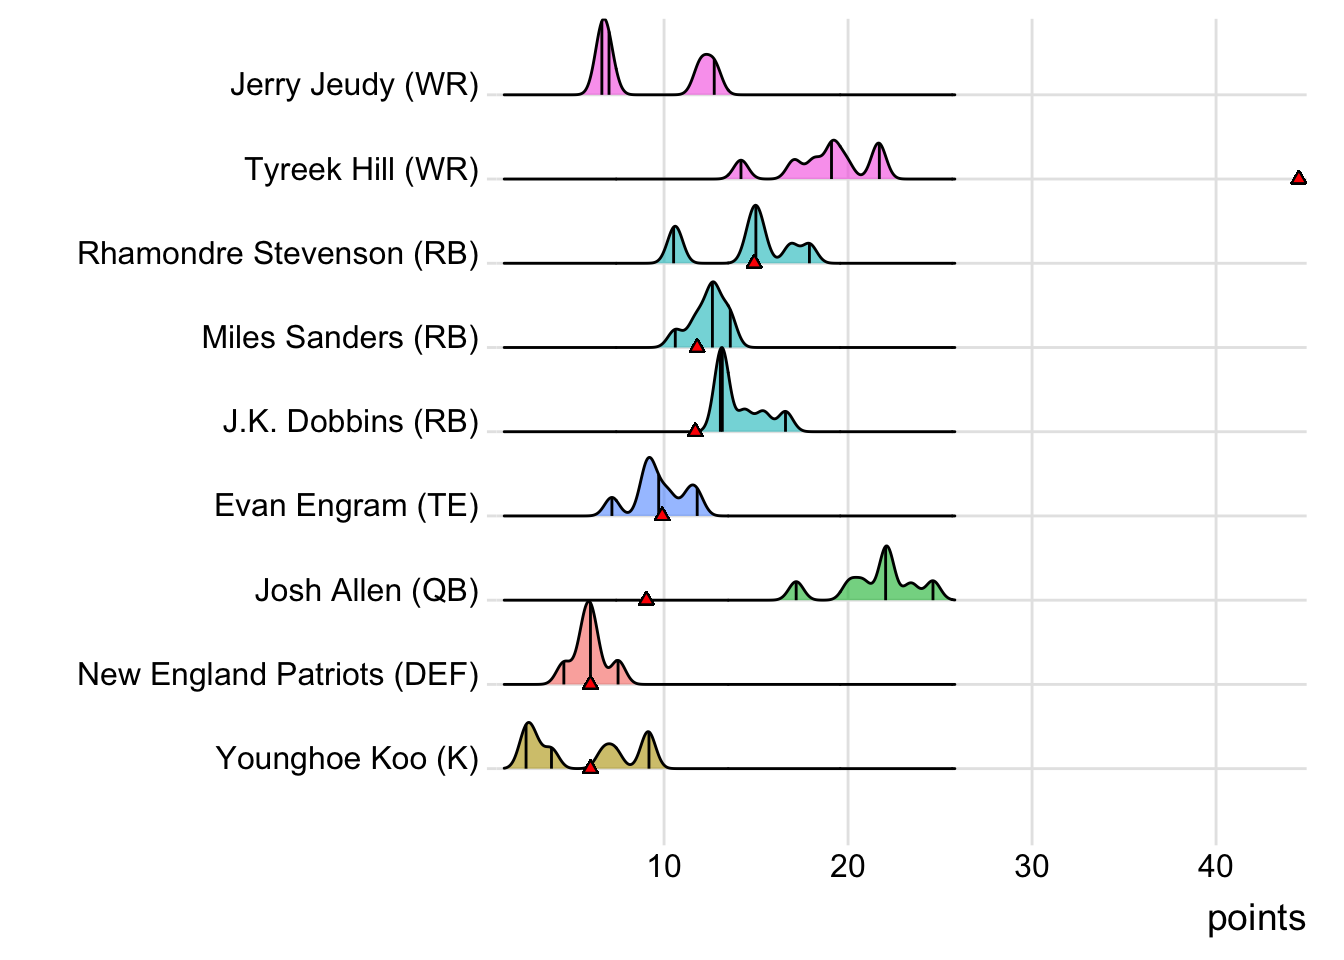 Jerry Jeudy (WR)
Tyreek Hill (WR)
Rhamondre Stevenson (RB)
Miles Sanders (RB)
J.K. Dobbins (RB)
Evan Engram (TE)
Josh Allen (QB)
New England Patriots (DEF)
Younghoe Koo (K)
10 20 30 40
points